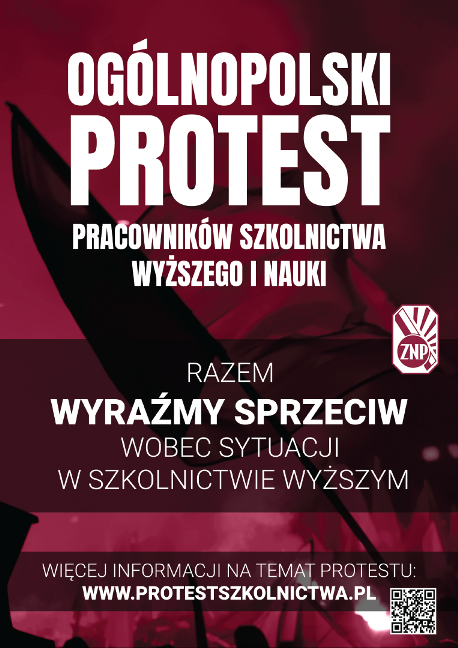 OGÓLNOPOLSKI
PROTEST
PRACOWNIKÓW SZKOLNICTWA
WYŻSZEGO I NAUKI
ZNP
RAZEM
WYRAŹMY SPRZECIW
WOBEC SYTUACJI
W SZKOLNICTWIE WYŻSZYM
WIĘCEJ INFORMACJI NA TEMAT PROTESTU:
WWW.PROTESTSZKOLNICTWA.PL